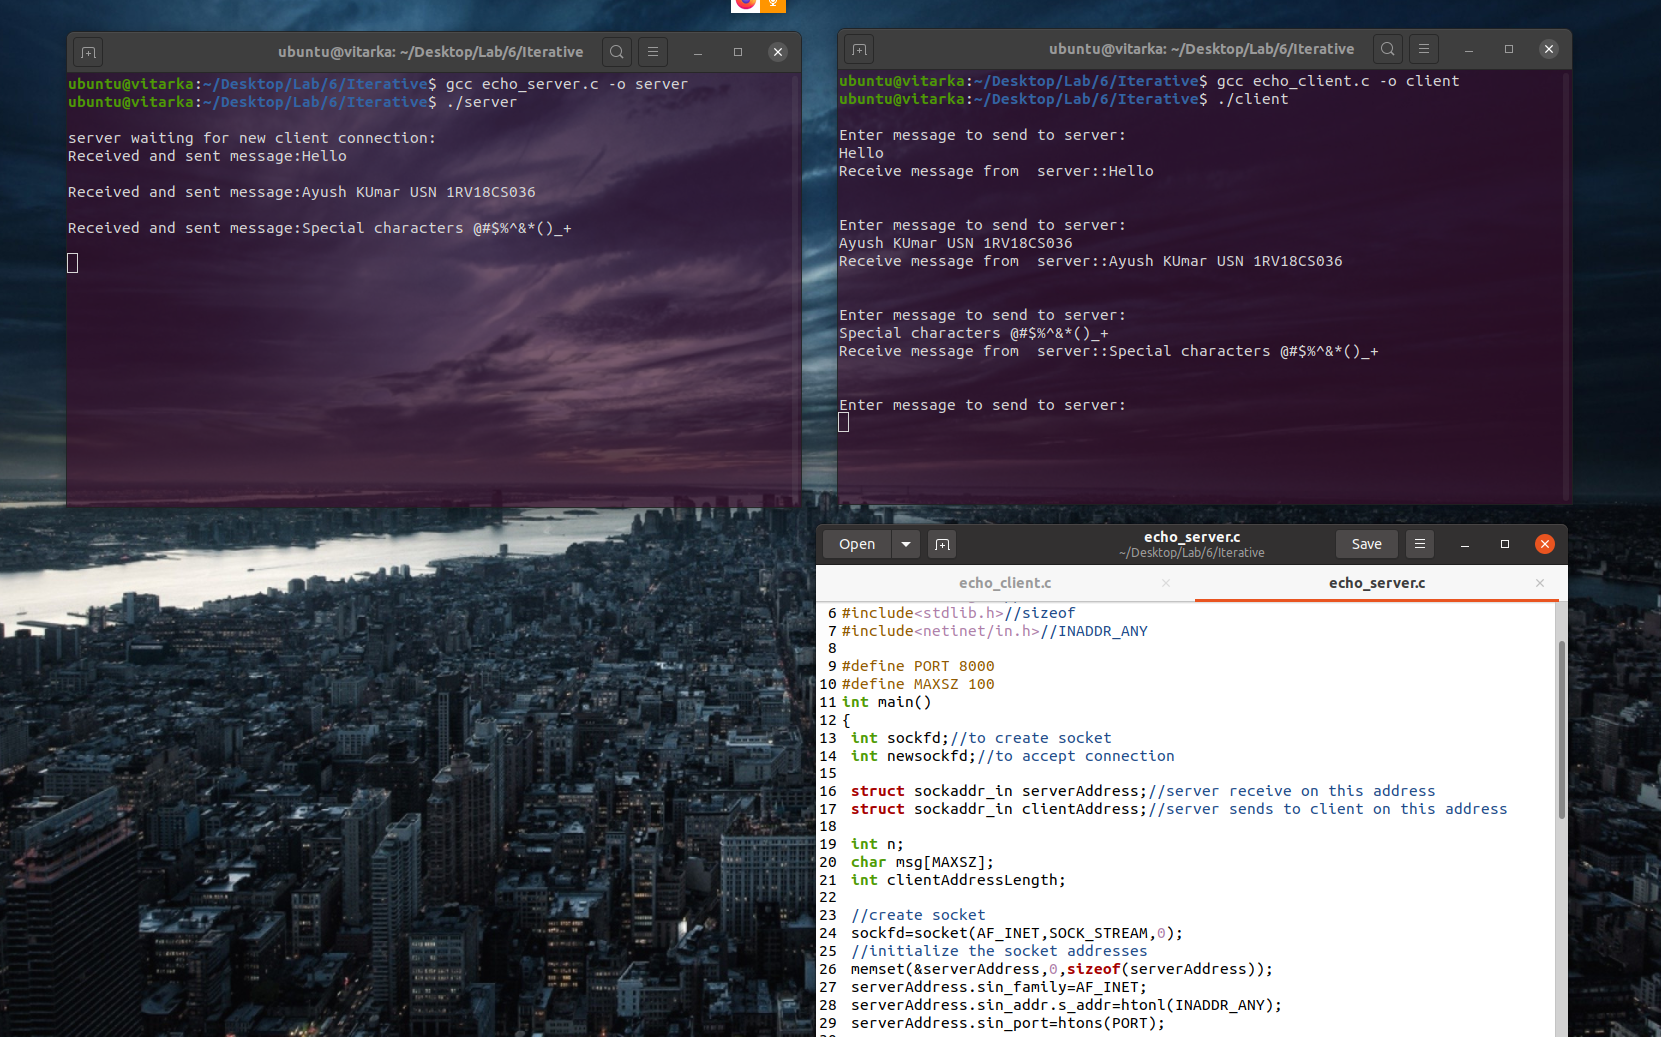 ubuntu@vitarka: ~/Desktop/Lab/6/Iterative
ubuntu@vitarka:~/Desktop/Lab/6/Iterative$ gcc echo_server.c -o server
ubuntu@vitarka:~/Desktop/Lab/6/Iterative$ ./server
server waiting for new client connection:
Received and sent message:Hello
Received and sent message:Ayush KUmar USN 1RV18CS036
Received and sent message:Special characters @#$%^&*()_+
ubuntu@vitarka: ~/Desktop/Lab/6/Iterative
ubuntu@vitarka:~/Desktop/Lab/6/Iterative$ gcc echo_client.c -o client
ubuntu@vitarka:~/Desktop/Lab/6/Iterative$ ./client
Enter message to send to server:
Hello
Receive message from  server::Hello
Enter message to send to server:
Ayush KUmar USN 1RV18CS036
Receive message from  server::Ayush KUmar USN 1RV18CS036
Enter message to send to server:
Special characters @#$%^&*()_+
Receive message from  server::Special characters @#$%^&*()_+
Enter message to send to server:
Open
echo_server.c
~/Desktop/Lab/6/Iterative
Save
echo_client.c
echo_server.c
6 #include<stdlib.h>//sizeof
7 #include<netinet/in.h>//INADDR_ANY
8
9 #define PORT 8000
10 #define MAXSZ 100
11 int main()
12 {
13  int sockfd;//to create socket
14  int newsockfd;//to accept connection
15
16  struct sockaddr_in serverAddress;//server receive on this address
17  struct sockaddr_in clientAddress;//server sends to client on this address
18
19  int n;
20  char msg[MAXSZ];
21  int clientAddressLength;
22
23  //create socket
24  sockfd=socket(AF_INET,SOCK_STREAM,0);
25  //initialize the socket addresses
26  memset(&serverAddress,0,sizeof(serverAddress));
27  serverAddress.sin_family=AF_INET;
28  serverAddress.sin_addr.s_addr=htonl(INADDR_ANY);
29  serverAddress.sin_port=htons(PORT);